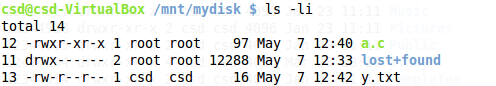 csd@csd-VirtualBox /mnt/mydisk $ ls -li
total 14
12 -rwxr-xr-x 1 root root    97 May  7 12:40 a.c
11 drwx------ 2 root root 12288 May  7 12:33 lost+found
13 -rw-r--r-- 1 csd  csd     16 May  7 12:42 y.txt